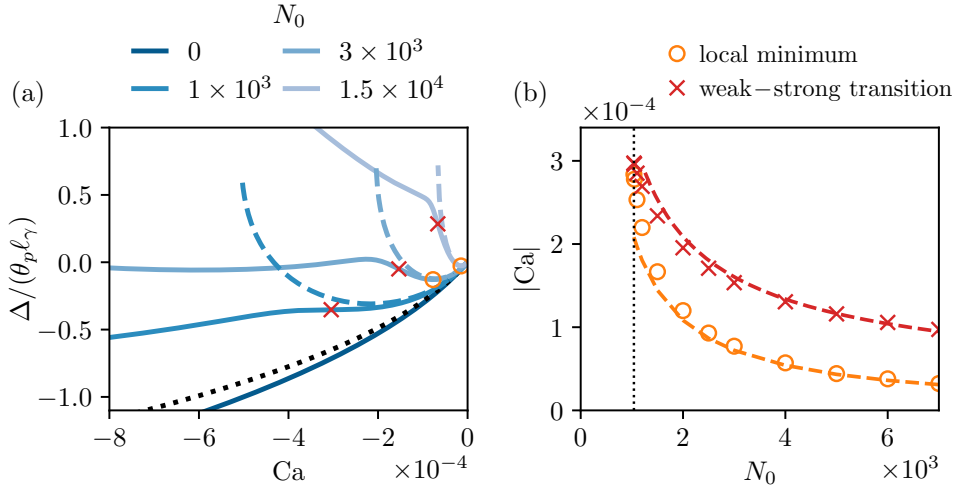 N₀
0
3 × 10³
1 × 10³
1.5 × 10⁴
(a)
Δ/(θₚℓᵧ)
1.0
0.5
0.0
−0.5
−1.0
−8
−6
−4
−2
0
Ca
×10⁻⁴
local minimum
weak−strong transition
(b)
×10⁻⁴
|Ca|
3
2
1
0
0
2
4
6
N₀
×10³